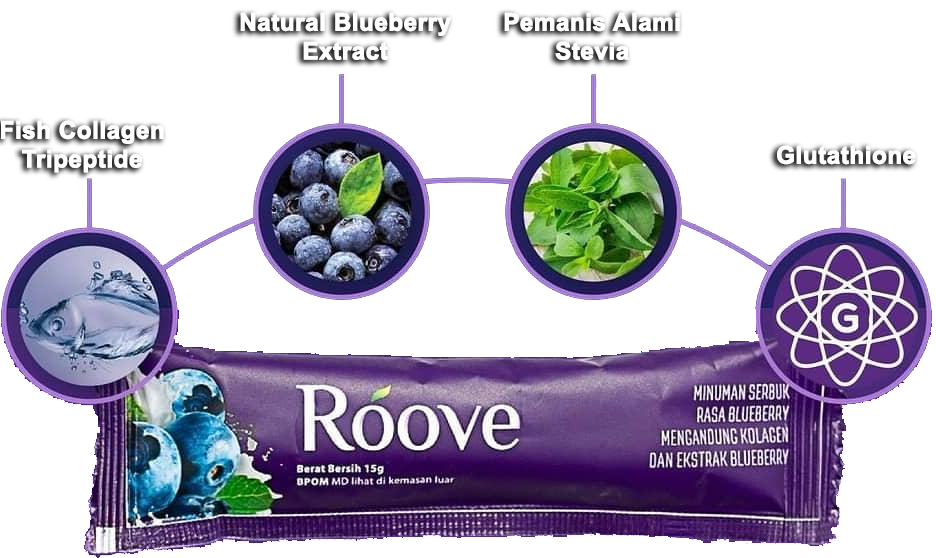 Natural Blueberry
Extract
Pemanis Alami
Stevia
Fish Collagen
Tripeptide
Glutathione
G
Roove
Berat Bersih 15g
BPOM MD lihat di kemasan luar
MINUMAN SERBUK
RASA BLUEBERRY
MENGANDUNG KOLAGEN
DAN EKSTRAK BLUEBERRY